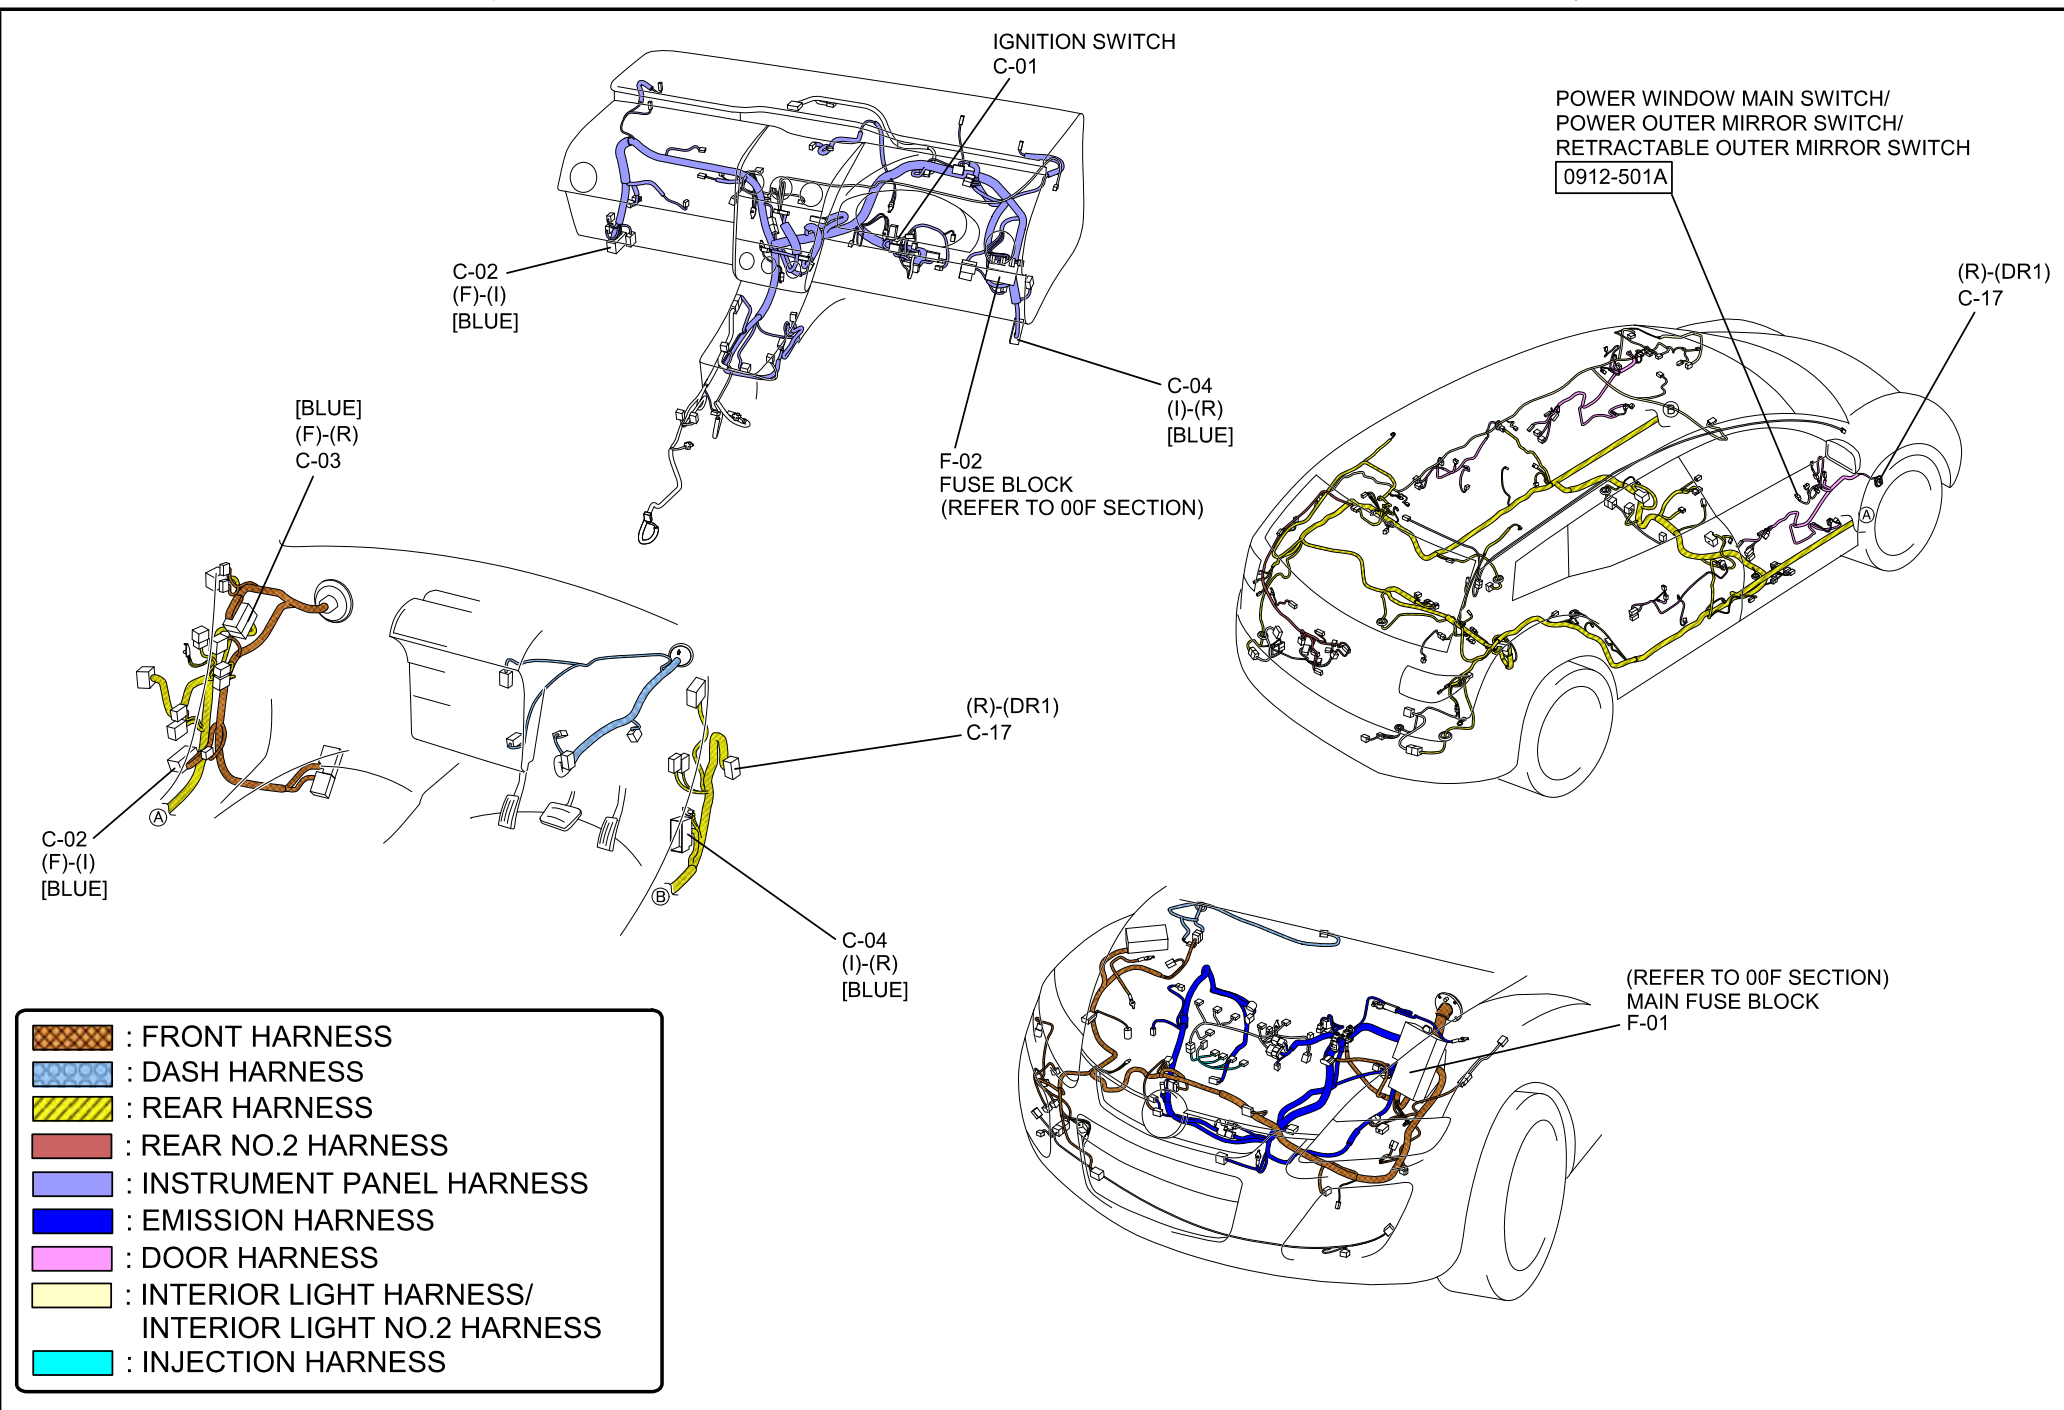 IGNITION SWITCH
C-01
POWER WINDOW MAIN SWITCH/
POWER OUTER MIRROR SWITCH/
RETRACTABLE OUTER MIRROR SWITCH
0912-501A
(R)-(DR1)
C-17
C-02
(F)-(I)
[BLUE]
C-04
(I)-(R)
[BLUE]
F-02
FUSE BLOCK
(REFER TO 00F SECTION)
[BLUE]
(F)-(R)
C-03
B
A
(R)-(DR1)
C-17
A
C-02
(F)-(I)
[BLUE]
B
C-04
(I)-(R)
[BLUE]
(REFER TO 00F SECTION)
MAIN FUSE BLOCK
F-01
: FRONT HARNESS
: DASH HARNESS
: REAR HARNESS
: REAR NO.2 HARNESS
: INSTRUMENT PANEL HARNESS
: EMISSION HARNESS
: DOOR HARNESS
: INTERIOR LIGHT HARNESS/
INTERIOR LIGHT NO.2 HARNESS
: INJECTION HARNESS